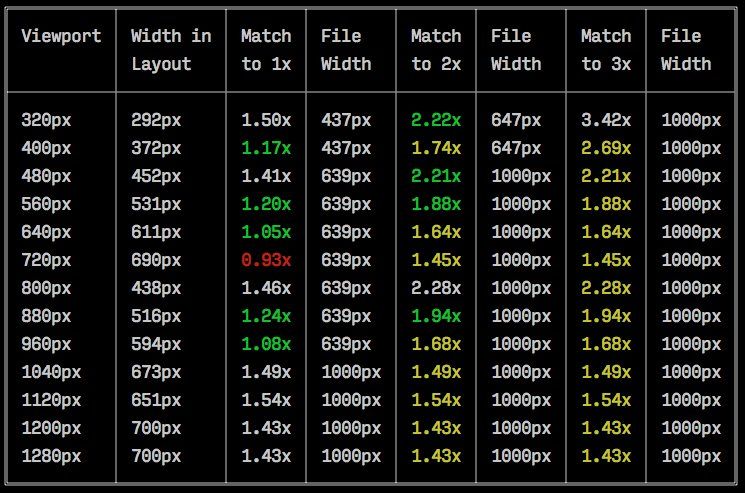 Viewport Width in Match File Match File Match File
Layout to 1x Width to 2x Width to 3x Width
320px 292px 1.50x 437px 2.22x 647px 3.42x 1000px
400px 372px 1.17x 437px 1.74x 647px 2.69x 1000px
480px 452px 1.41x 639px 2.21x 1000px 2.21x 1000px
560px 531px 1.20x 639px 1.88x 1000px 1.88x 1000px
640px 611px 1.05x 639px 1.64x 1000px 1.64x 1000px
720px 690px 0.93x 639px 1.45x 1000px 1.45x 1000px
800px 438px 1.46x 639px 2.28x 1000px 2.28x 1000px
880px 516px 1.24x 639px 1.94x 1000px 1.94x 1000px
960px 594px 1.08x 639px 1.68x 1000px 1.68x 1000px
1040px 673px 1.49x 1000px 1.49x 1000px 1.49x 1000px
1120px 651px 1.54x 1000px 1.54x 1000px 1.54x 1000px
1200px 700px 1.43x 1000px 1.43x 1000px 1.43x 1000px
1280px 700px 1.43x 1000px 1.43x 1000px 1.43x 1000px